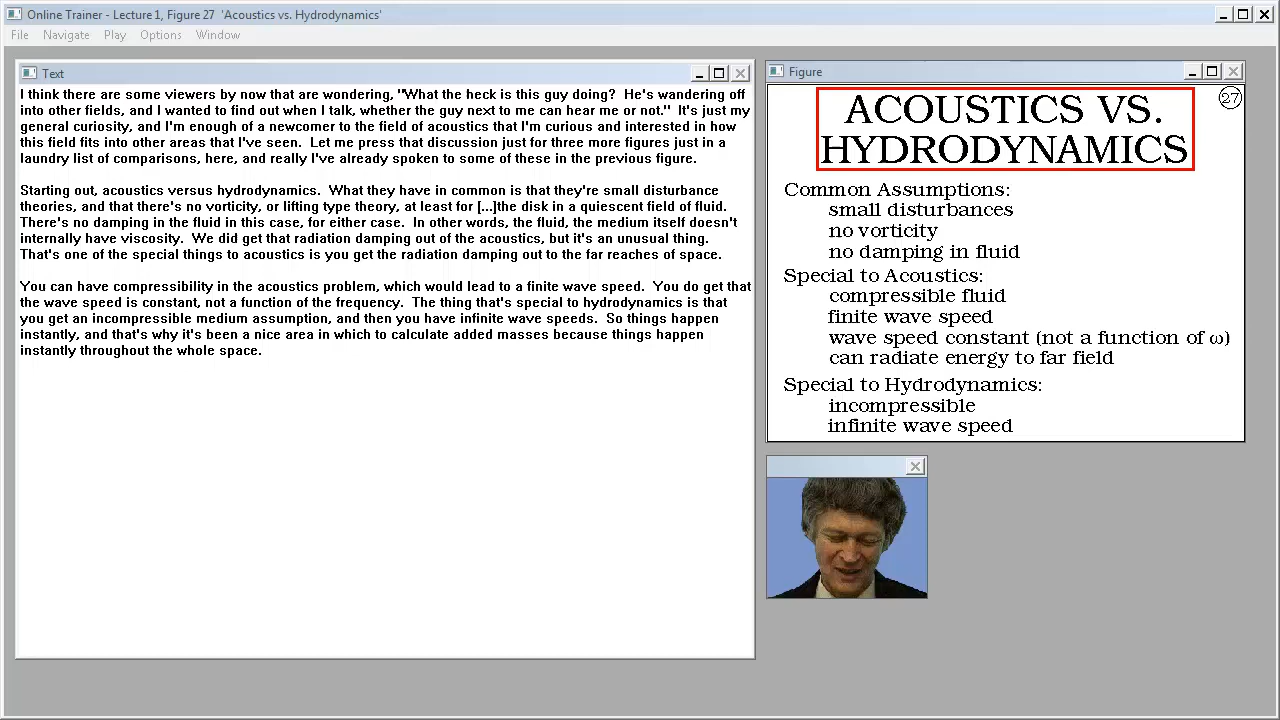 Online Trainer - Lecture 1, Figure 27 'Acoustics vs. Hydrodynamics'
File Navigate Play Options Window
Text
I think there are some viewers by now that are wondering, "What the heck is this guy doing? He's wandering off
into other fields, and I wanted to find out when I talk, whether the guy next to me can hear me or not." It's just my
general curiosity, and I'm enough of a newcomer to the field of acoustics that I'm curious and interested in how
this field fits into other areas that I've seen. Let me press that discussion just for three more figures just in a
laundry list of comparisons, here, and really I've already spoken to some of these in the previous figure.
Starting out, acoustics versus hydrodynamics. What they have in common is that they're small disturbance
theories, and that there's no vorticity, or lifting type theory, at least for [...]the disk in a quiescent field of fluid.
There's no damping in the fluid in this case, for either case. In other words, the fluid, the medium itself doesn't
internally have viscosity. We did get that radiation damping out of the acoustics, but it's an unusual thing.
That's one of the special things to acoustics is you get the radiation damping out to the far reaches of space.
You can have compressibility in the acoustics problem, which would lead to a finite wave speed. You do get that
the wave speed is constant, not a function of the frequency. The thing that's special to hydrodynamics is that
you get an incompressible medium assumption, and then you have infinite wave speeds. So things happen
instantly, and that's why it's been a nice area in which to calculate added masses because things happen
instantly throughout the whole space.
Figure
27
ACOUSTICS VS.
HYDRODYNAMICS
Common Assumptions:
small disturbances
no vorticity
no damping in fluid
Special to Acoustics:
compressible fluid
finite wave speed
wave speed constant (not a function of ω)
can radiate energy to far field
Special to Hydrodynamics:
incompressible
infinite wave speed